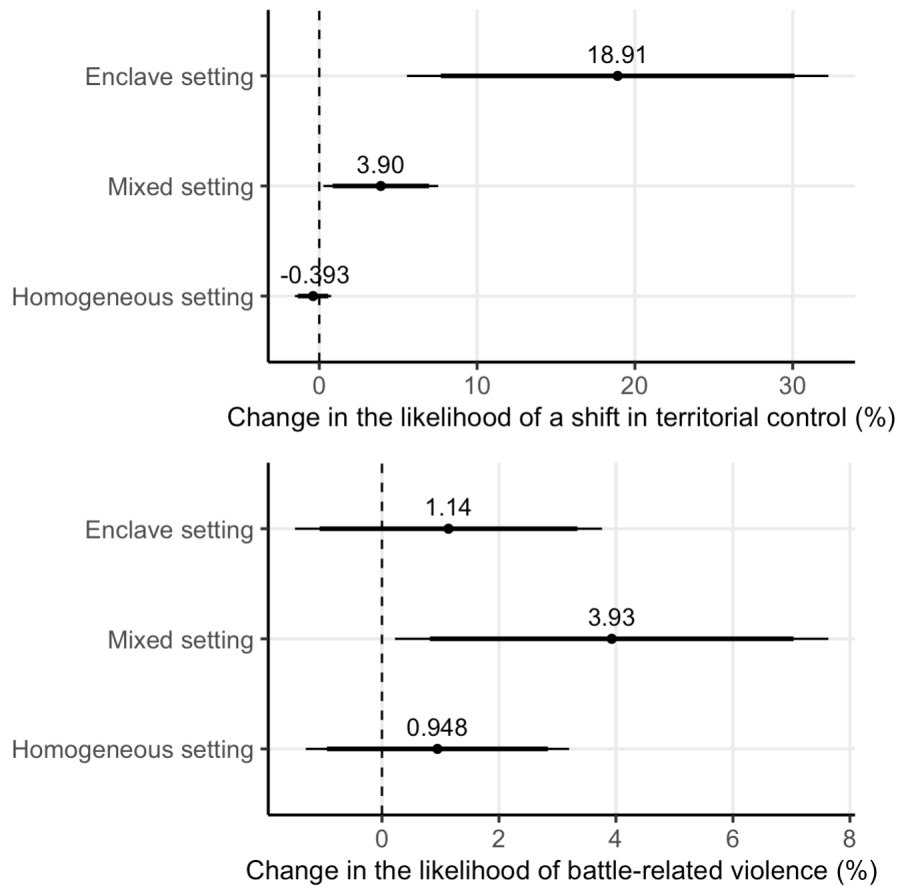 18.91
Enclave setting
3.90
Mixed setting
-0.393
Homogeneous setting
0 10 20 30
Change in the likelihood of a shift in territorial control (%)
1.14
Enclave setting
3.93
Mixed setting
0.948
Homogeneous setting
0 2 4 6 8
Change in the likelihood of battle-related violence (%)